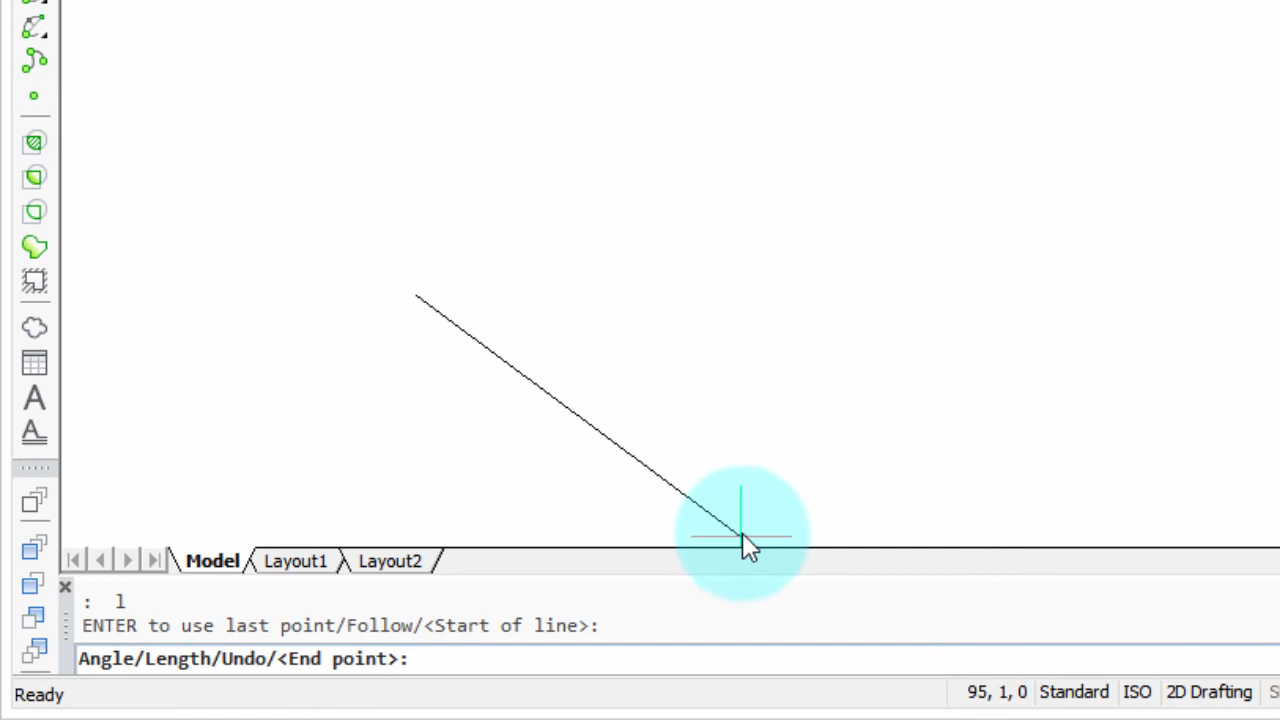 Model Layout1 Layout2
: l
ENTER to use last point/Follow/<Start of line>:
Angle/Length/Undo/<End point>:
Ready 95, 1, 0 Standard ISO 2D Drafting